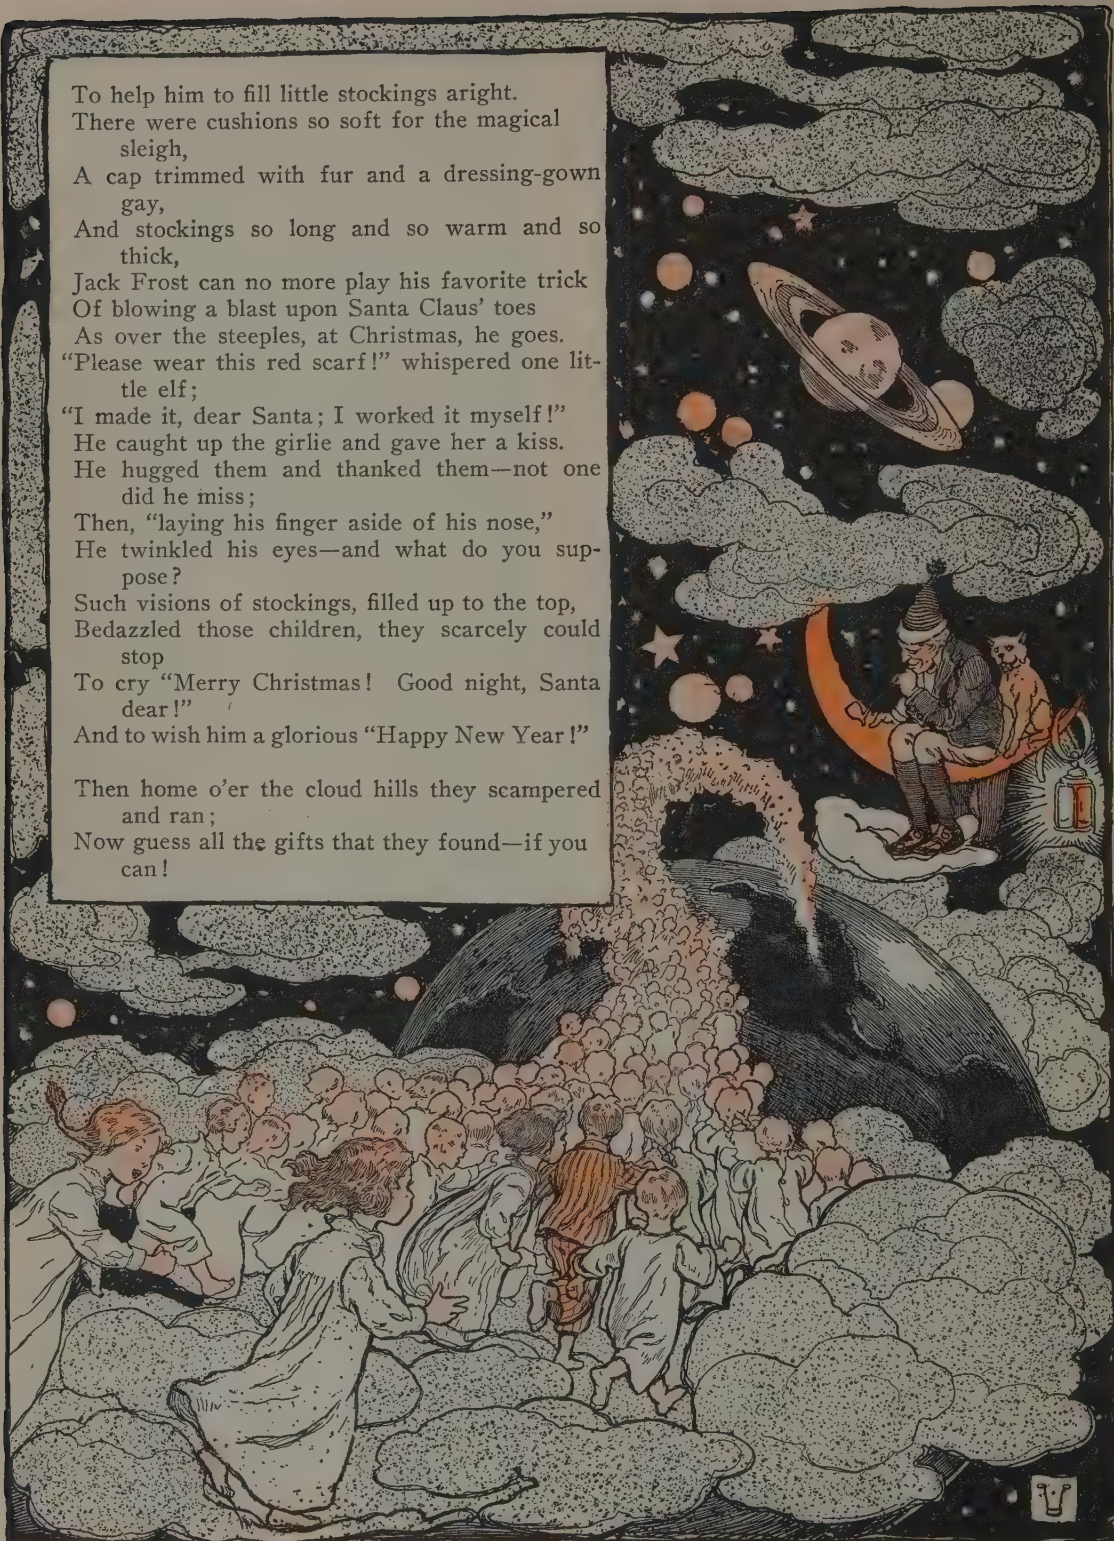 To help him to fill little stockings aright.
There were cushions so soft for the magical
sleigh,
A cap trimmed with fur and a dressing-gown
gay,
And stockings so long and so warm and so
thick,
Jack Frost can no more play his favorite trick
Of blowing a blast upon Santa Claus’ toes
As over the steeples, at Christmas, he goes.
“Please wear this red scarf!” whispered one lit-
tle elf;
“I made it, dear Santa; I worked it myself!”
He caught up the girlie and gave her a kiss.
He hugged them and thanked them—not one
did he miss;
Then, “laying his finger aside of his nose,”
He twinkled his eyes—and what do you sup-
pose?
Such visions of stockings, filled up to the top,
Bedazzled those children, they scarcely could
stop
To cry “Merry Christmas! Good night, Santa
dear!”
And to wish him a glorious “Happy New Year!”
Then home o’er the cloud hills they scampered
and ran;
Now guess all the gifts that they found—if you
can!